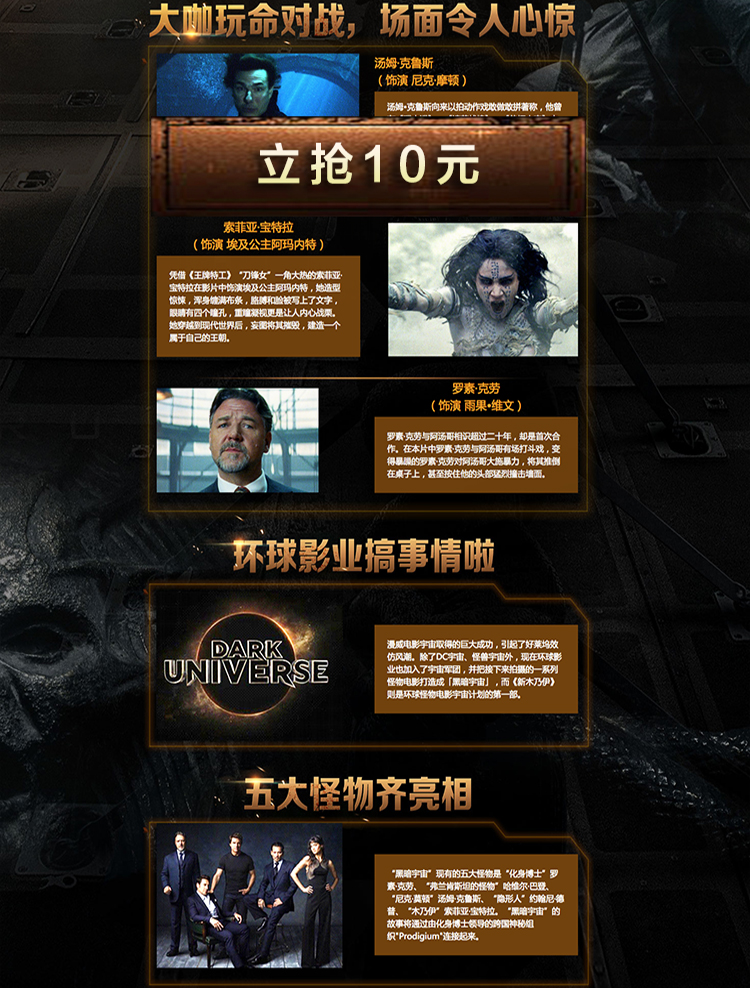 大咖玩命对战，场面令人心惊
汤姆·克鲁斯
（饰演 尼克·摩顿）
汤姆·克鲁斯向来以拍动作戏敢做敢拼著称，他曾
立抢10元
索菲亚·宝特拉
（饰演 埃及公主阿玛内特）
凭借《王牌特工》“刀锋女”一角大热的索菲亚·
宝特拉在影片中饰演埃及公主阿玛内特，她造型
惊悚，浑身缠满布条，胳膊和脸被写上了文字，
眼睛有四个瞳孔，重瞳凝视更是让人内心战栗。
她穿越到现代世界后，妄图将其摧毁，建造一个
属于自己的王朝。
罗素·克劳
（饰演 雨果•维文）
罗素·克劳与阿汤哥相识超过二十年，却是首次合
作。在本片中罗素·克劳与阿汤哥有场打斗戏，变
得暴躁的罗素·克劳对阿汤哥大施暴力，将其推倒
在桌子上，甚至按住他的头部猛烈撞击墙面。
环球影业搞事情啦
DARK
UNIVERSE
漫威电影宇宙取得的巨大成功，引起了好莱坞效
仿风潮。除了DC宇宙、怪兽宇宙外，现在环球影
业也加入了宇宙军团，并把接下来拍摄的一系列
怪物电影打造成「黑暗宇宙」，而《新木乃伊》
则是环球怪物电影宇宙计划的第一部。
五大怪物齐亮相
“黑暗宇宙”现有的五大怪物是“化身博士”罗
素·克劳、“弗兰肯斯坦的怪物”哈维尔·巴登、
“尼克·莫顿”汤姆·克鲁斯、“隐形人”约翰尼·德
普、“木乃伊”索菲亚·宝特拉。“黑暗宇宙”的
故事将通过由化身博士领导的跨国神秘组
织"Prodigium"连接起来。